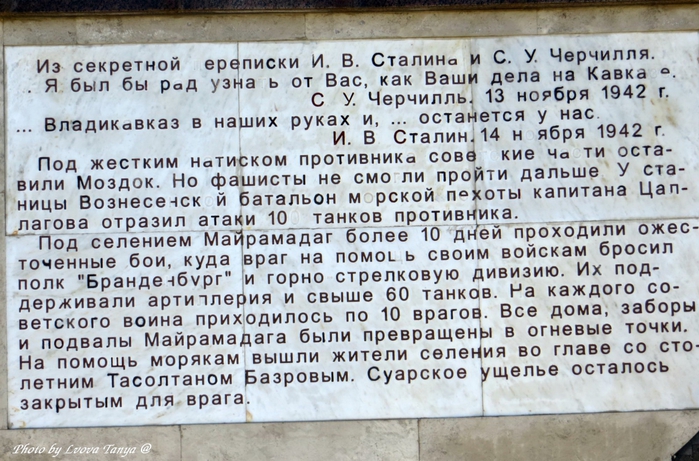 Из секретной ереписки И. В. Сталина и С. У. Черчилля.
. Я был бы рад узна ь от Вас, как Ваши дела на Кавка е.
С У. Черчилль. 13 ноября 1942 г.
... Владикавказ в наших руках и, ... останется у нас.
И. В Сталин. 14 н ября 1942 г.
Под жестким натиском противника сове кие ча ти оста-
вили Моздок. Но фашисты не смогли пройти дальше У ста-
ницы Вознесенской батальон морской пехоты капитана Цал-
лагова отразил атаки 10 танков противника.
Под селением Майрамадаг более 10 дней проходили ожес-
точенные бои, куда враг на помощь своим войскам бросил
полк "Бранденбург" и горно стрелковую дивизию. Их под-
держивали артиллерия и свыше 60 танков. На каждого со-
ветского воина приходилось по 10 врагов. Все дома, заборы
и подвалы Майрамадага были превращены в огневые точки.
На помощь морякам вышли жители селения во главе со сто-
летним Тасолтаном Базровым. Суарское ущелье осталось
закрытым для врага.
Photo by Lvova Tanya @